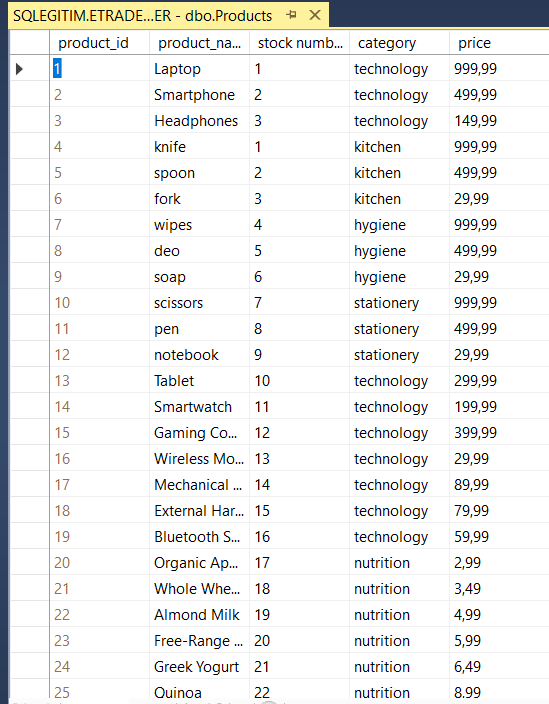 SQLEGITIM.ETRADE...ER - dbo.Products
product_id product_na... stock numb... category price
1 Laptop 1 technology 999,99
2 Smartphone 2 technology 499,99
3 Headphones 3 technology 149,99
4 knife 1 kitchen 999,99
5 spoon 2 kitchen 499,99
6 fork 3 kitchen 29,99
7 wipes 4 hygiene 999,99
8 deo 5 hygiene 499,99
9 soap 6 hygiene 29,99
10 scissors 7 stationery 999,99
11 pen 8 stationery 499,99
12 notebook 9 stationery 29,99
13 Tablet 10 technology 299,99
14 Smartwatch 11 technology 199,99
15 Gaming Co... 12 technology 399,99
16 Wireless Mo... 13 technology 29,99
17 Mechanical ... 14 technology 89,99
18 External Har... 15 technology 79,99
19 Bluetooth S... 16 technology 59,99
20 Organic Ap... 17 nutrition 2,99
21 Whole Whe... 18 nutrition 3,49
22 Almond Milk 19 nutrition 4,99
23 Free-Range ... 20 nutrition 5,99
24 Greek Yogurt 21 nutrition 6,49
25 Quinoa 22 nutrition 8,99